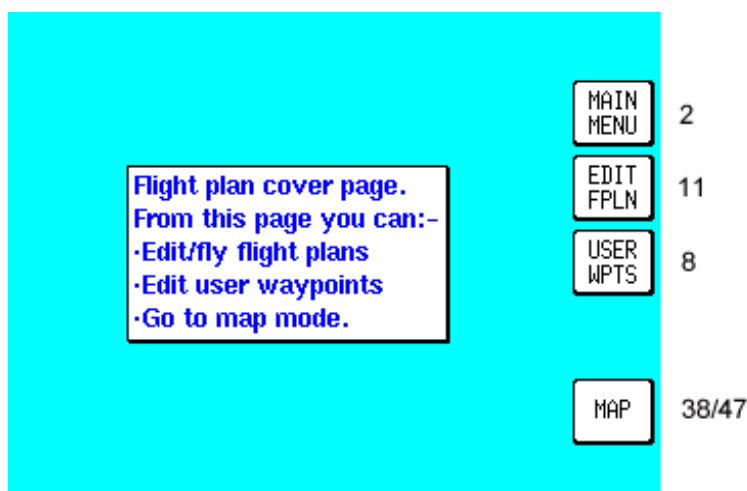 Flight plan cover page.
From this page you can:-
·Edit/fly flight plans
·Edit user waypoints
·Go to map mode.
MAIN
MENU
2
EDIT
FPLN
11
USER
WPTS
8
MAP
38/47